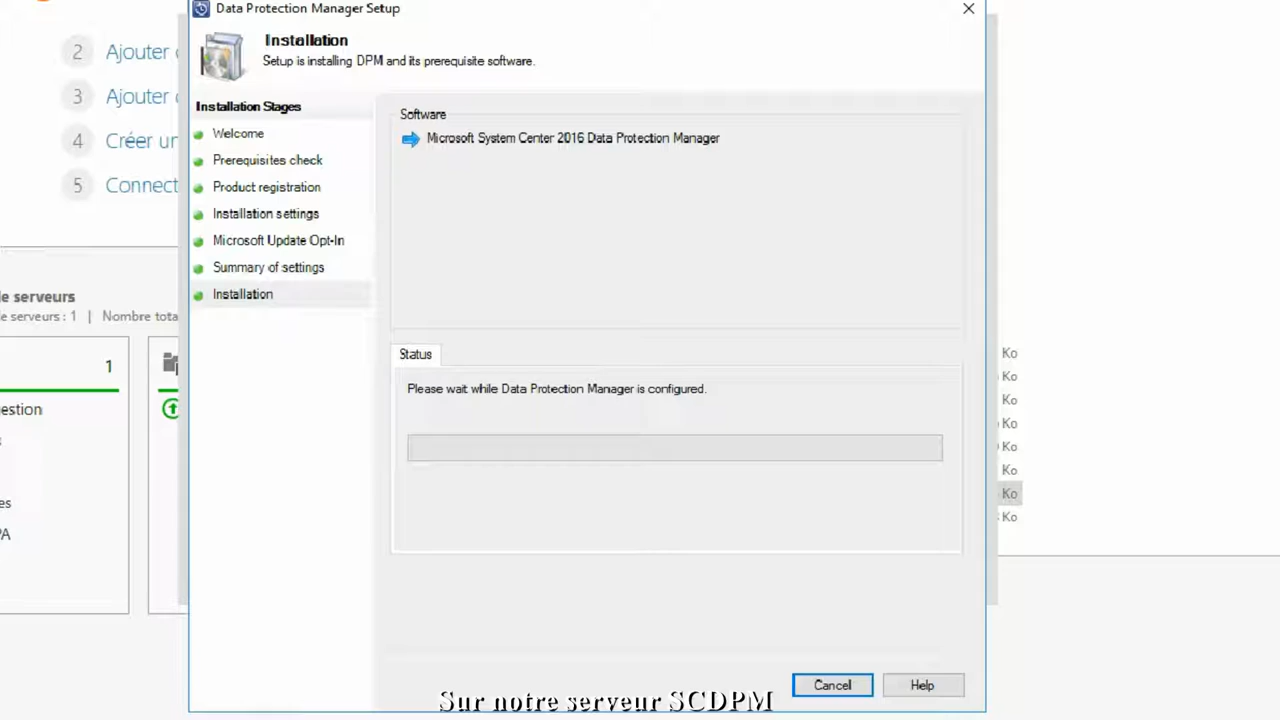 Data Protection Manager Setup
Installation
Setup is installing DPM and its prerequisite software.
2 Ajouter
3 Ajouter
4 Créer un
5 Connect
Installation Stages
Welcome
Prerequisites check
Product registration
Installation settings
Microsoft Update Opt-In
Summary of settings
Installation
Software
Microsoft System Center 2016 Data Protection Manager
Status
Please wait while Data Protection Manager is configured.
Cancel
Help
le serveurs
e serveurs : 1 | Nombre tota
1
estion
es
PA
Ko
Ko
Ko
Ko
Ko
Ko
Ko
Ko
Sur notre serveur SCDPM